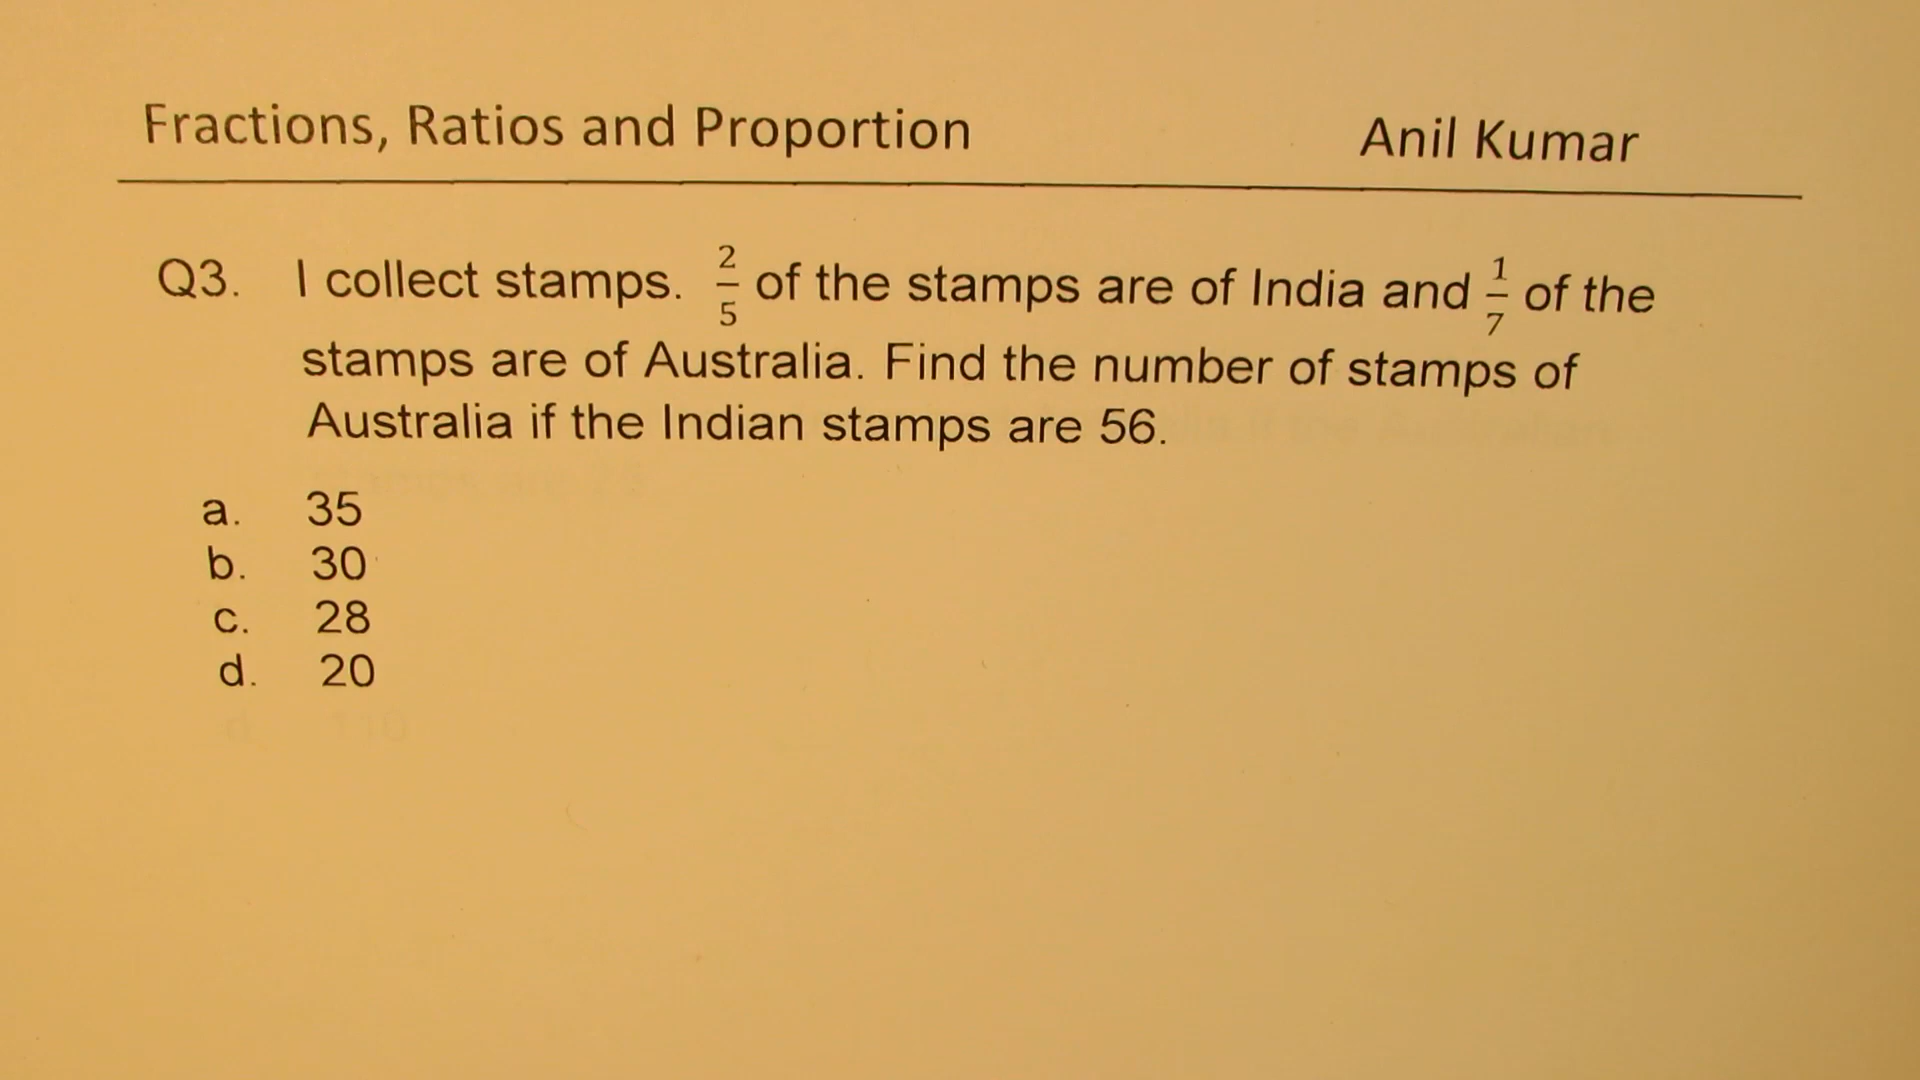 Fractions, Ratios and Proportion Anil Kumar
Q3. I collect stamps. 2/5 of the stamps are of India and 1/7 of the
stamps are of Australia. Find the number of stamps of
Australia if the Indian stamps are 56.
a. 35
b. 30
c. 28
d. 20